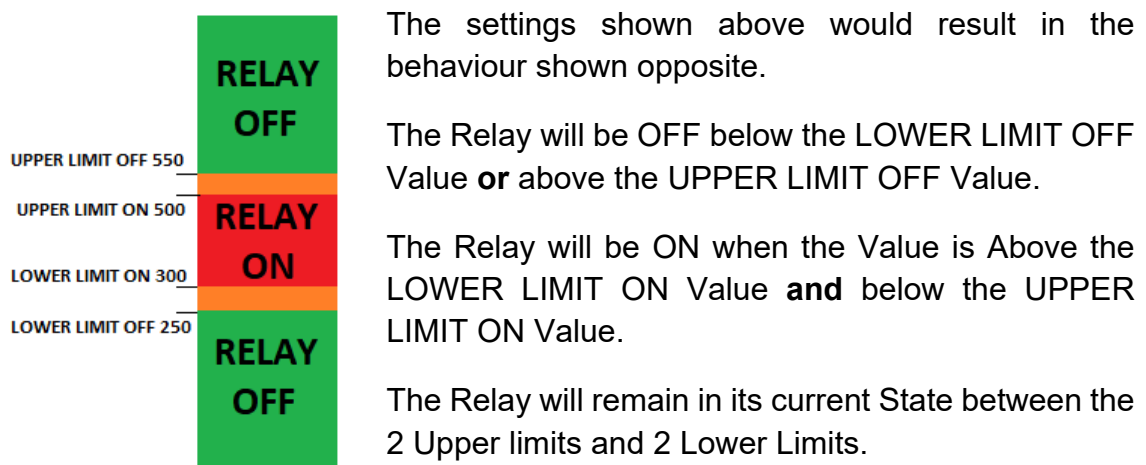 RELAY
OFF
UPPER LIMIT OFF 550
UPPER LIMIT ON 500
RELAY
ON
LOWER LIMIT ON 300
LOWER LIMIT OFF 250
RELAY
OFF
The settings shown above would result in the
behaviour shown opposite.
The Relay will be OFF below the LOWER LIMIT OFF
Value or above the UPPER LIMIT OFF Value.
The Relay will be ON when the Value is Above the
LOWER LIMIT ON Value and below the UPPER
LIMIT ON Value.
The Relay will remain in its current State between the
2 Upper limits and 2 Lower Limits.